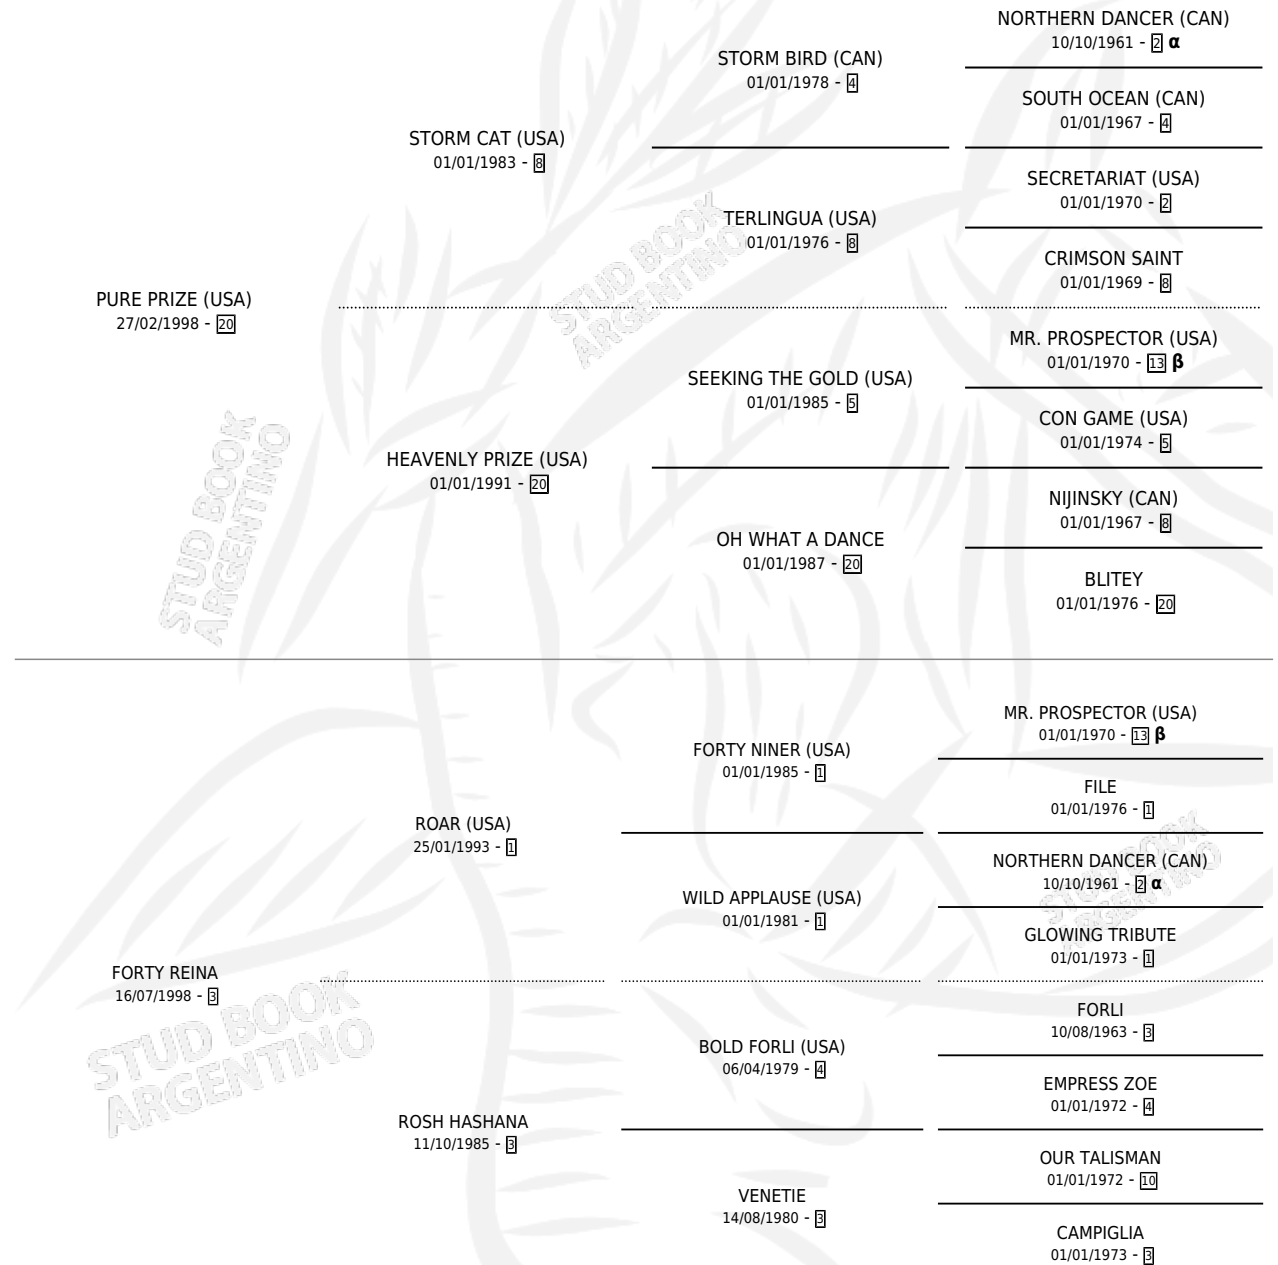 NORTHERN DANCER (CAN)
10/10/1961 - 2 α
STORM BIRD (CAN)
01/01/1978 - 4
SOUTH OCEAN (CAN)
01/01/1967 - 4
STORM CAT (USA)
01/01/1983 - 8
SECRETARIAT (USA)
01/01/1970 - 2
TERLINGUA (USA)
01/01/1976 - 8
CRIMSON SAINT
01/01/1969 - 8
PURE PRIZE (USA)
27/02/1998 - 20
MR. PROSPECTOR (USA)
01/01/1970 - 13 β
SEEKING THE GOLD (USA)
01/01/1985 - 5
CON GAME (USA)
01/01/1974 - 5
HEAVENLY PRIZE (USA)
01/01/1991 - 20
NIJINSKY (CAN)
01/01/1967 - 8
OH WHAT A DANCE
01/01/1987 - 20
BLITEY
01/01/1976 - 20
MR. PROSPECTOR (USA)
01/01/1970 - 13 β
FORTY NINER (USA)
01/01/1985 - 1
FILE
01/01/1976 - 1
ROAR (USA)
25/01/1993 - 1
NORTHERN DANCER (CAN)
10/10/1961 - 2 α
WILD APPLAUSE (USA)
01/01/1981 - 1
GLOWING TRIBUTE
01/01/1973 - 1
FORTY REINA
16/07/1998 - 3
FORLI
10/08/1963 - 3
BOLD FORLI (USA)
06/04/1979 - 4
EMPRESS ZOE
01/01/1972 - 4
ROSH HASHANA
11/10/1985 - 3
OUR TALISMAN
01/01/1972 - 10
VENETIE
14/08/1980 - 3
CAMPIGLIA
01/01/1973 - 3
STUD BOOK
ARGENTINO
STUD BOOK
ARGENTINO
STUD BOOK
ARGENTINO
STUD BOOK
ARGENTINO